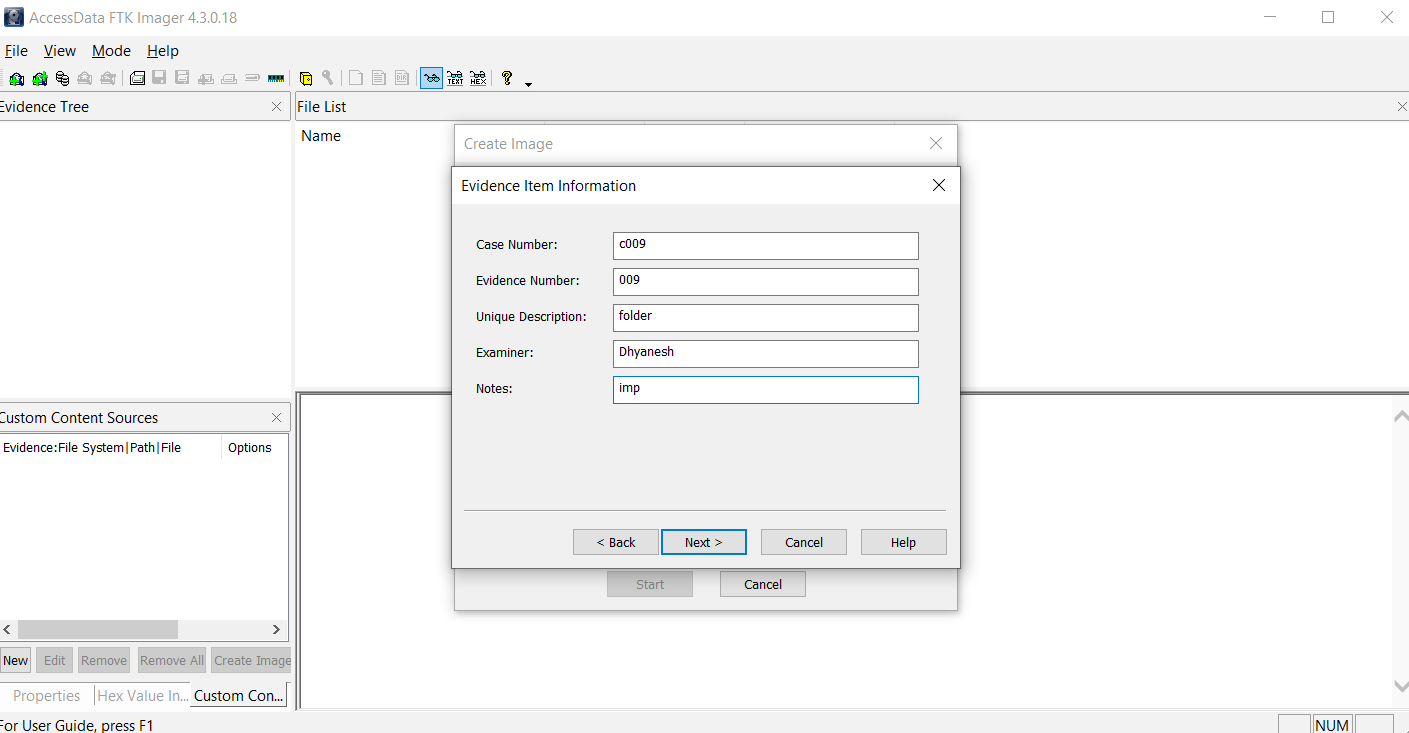 AccessData FTK Imager 4.3.0.18
File View Mode Help
TEXT HEX
Evidence Tree
File List
Name
Create Image
Evidence Item Information
Case Number: c009
Evidence Number: 009
Unique Description: folder
Examiner: Dhyanesh
Notes: imp
< Back Next > Cancel Help
Start Cancel
Custom Content Sources
Evidence:File System|Path|File Options
New Edit Remove Remove All Create Image
Properties Hex Value In... Custom Con...
For User Guide, press F1
NUM